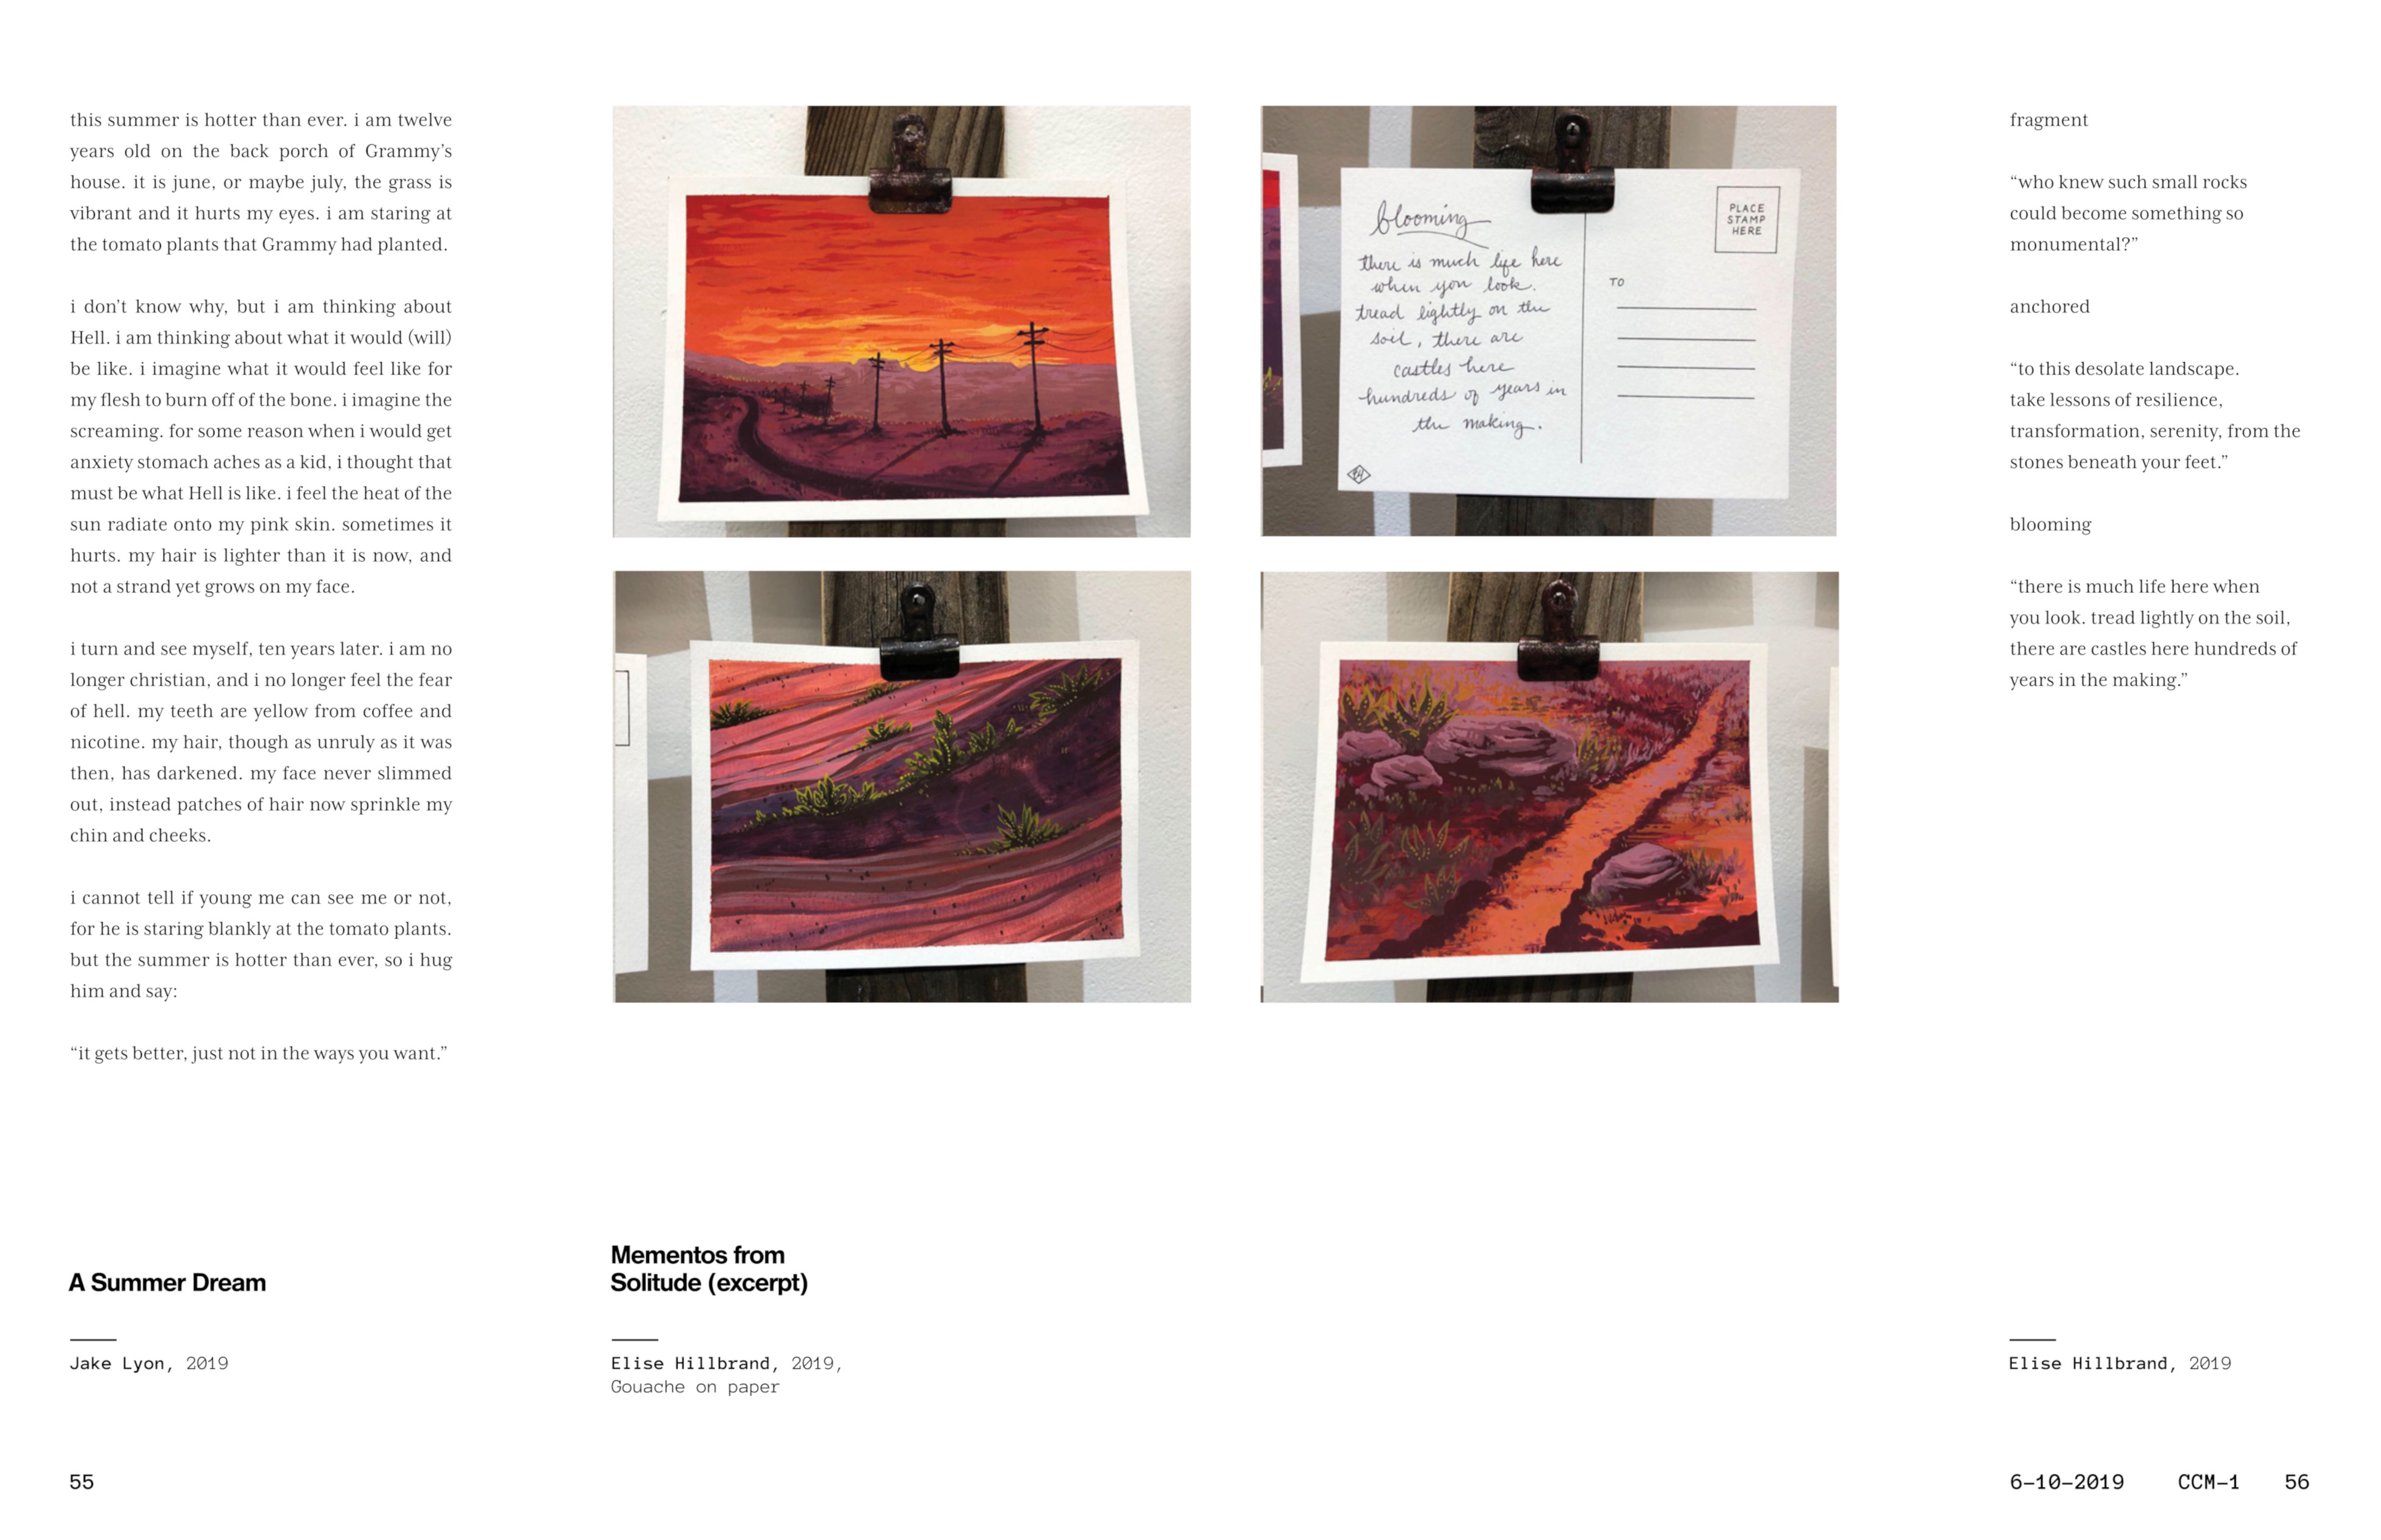 this summer is hotter than ever. i am twelve
years old on the back porch of Grammy’s
house. it is june, or maybe july, the grass is
vibrant and it hurts my eyes. i am staring at
the tomato plants that Grammy had planted.
i don’t know why, but i am thinking about
Hell. i am thinking about what it would (will)
be like. i imagine what it would feel like for
my flesh to burn off of the bone. i imagine the
screaming. for some reason when i would get
anxiety stomach aches as a kid, i thought that
must be what Hell is like. i feel the heat of the
sun radiate onto my pink skin. sometimes it
hurts. my hair is lighter than it is now, and
not a strand yet grows on my face.
i turn and see myself, ten years later. i am no
longer christian, and i no longer feel the fear
of hell. my teeth are yellow from coffee and
nicotine. my hair, though as unruly as it was
then, has darkened. my face never slimmed
out, instead patches of hair now sprinkle my
chin and cheeks.
i cannot tell if young me can see me or not,
for he is staring blankly at the tomato plants.
but the summer is hotter than ever, so i hug
him and say:
“it gets better, just not in the ways you want.”
A Summer Dream
Jake Lyon, 2019
55
blooming
there is much life here
when you look.
tread lightly on the
soil, there are
castles here
hundreds of years in
the making.
EH
PLACE
STAMP
HERE
TO
Mementos from
Solitude (excerpt)
Elise Hillbrand, 2019,
Gouache on paper
fragment
“who knew such small rocks
could become something so
monumental?”
anchored
“to this desolate landscape.
take lessons of resilience,
transformation, serenity, from the
stones beneath your feet.”
blooming
“there is much life here when
you look. tread lightly on the soil,
there are castles here hundreds of
years in the making.”
Elise Hillbrand, 2019
6–10–2019 CCM–1 56